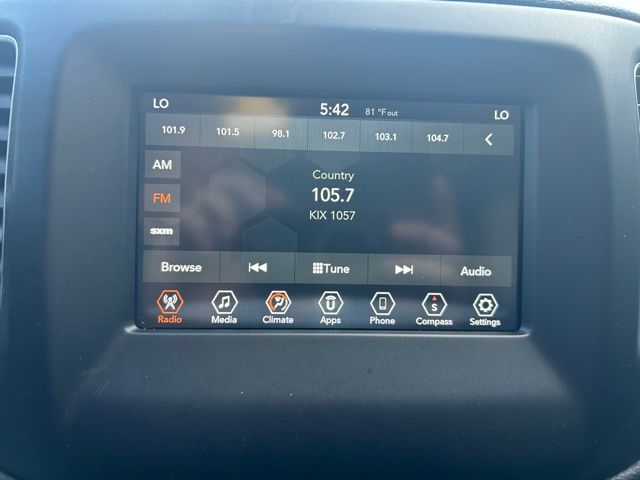 LO 5:42 81 °F out LO
101.9 101.5 98.1 102.7 103.1 104.7
AM
Country
FM
105.7
KIX 1057
sxm
Browse Tune Audio
Radio Media Climate Apps Phone S Compass Settings